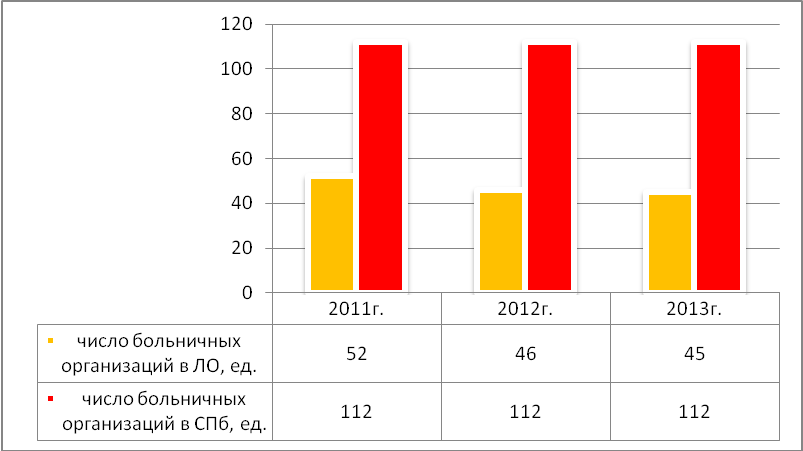 120
100
80
60
40
20
0
2011г. 2012г. 2013г.
число больничных
организаций в ЛО, ед. 52 46 45
число больничных
организаций в СПб, ед. 112 112 112